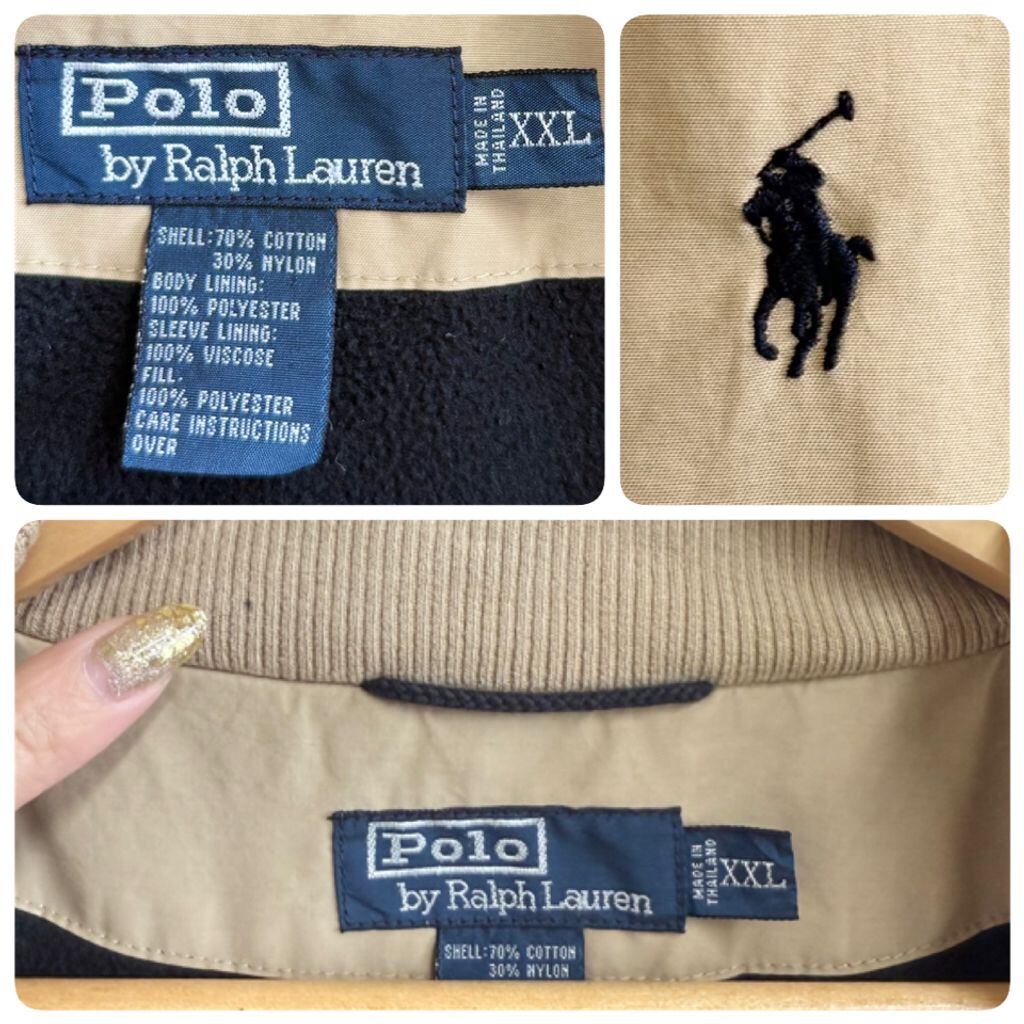 Polo
by Ralph Lauren
MADE IN
THAILAND
XXL
SHELL:70% COTTON
30% NYLON
BODY LINING:
100% POLYESTER
SLEEVE LINING:
100% VISCOSE
FILL.
100% POLYESTER
CARE INSTRUCTIONS
OVER
Polo
by Ralph Lauren
MADE IN
THAILAND
XXL
SHELL:70% COTTON
30% NYLON